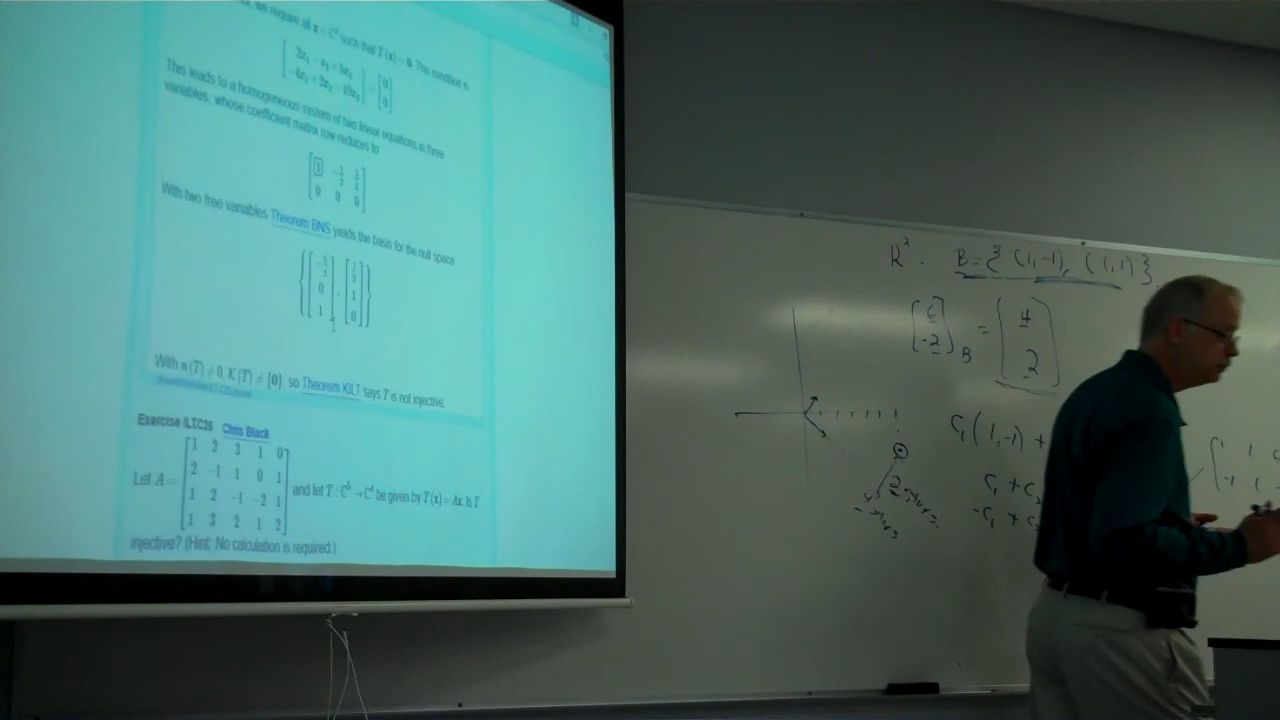 we require all x ∈ C³ such that T(x) = 0. This condition is
[2x₁ − x₂ + 5x₃
−4x₁ + 2x₂ − 10x₃] = [0
0]
This leads to a homogeneous system of two linear equations in three
variables, whose coefficient matrix row-reduces to
[1 −1/2 5/2
0 0 0]
With two free variables Theorem BNS yields the basis for the null space
{[−5/2
0
1], [1/2
1
0]}
With n(T) ≠ 0, K(T) ≠ {0}, so Theorem KILT says T is not injective.
Exercise ILT.C26 Chris Black
Let A = [1 2 3 1 0
2 −1 1 0 1
1 2 −1 −2 1
1 3 2 1 2] and let T : C⁵ → C⁴ be given by T(x) = Ax. Is T
injective? (Hint: No calculation is required.)
R². B = {(1,-1), (1,1)}
-2]B = (4
2)
C₁(1,-1) +
C₁ + C₂
-C₁ + C₂